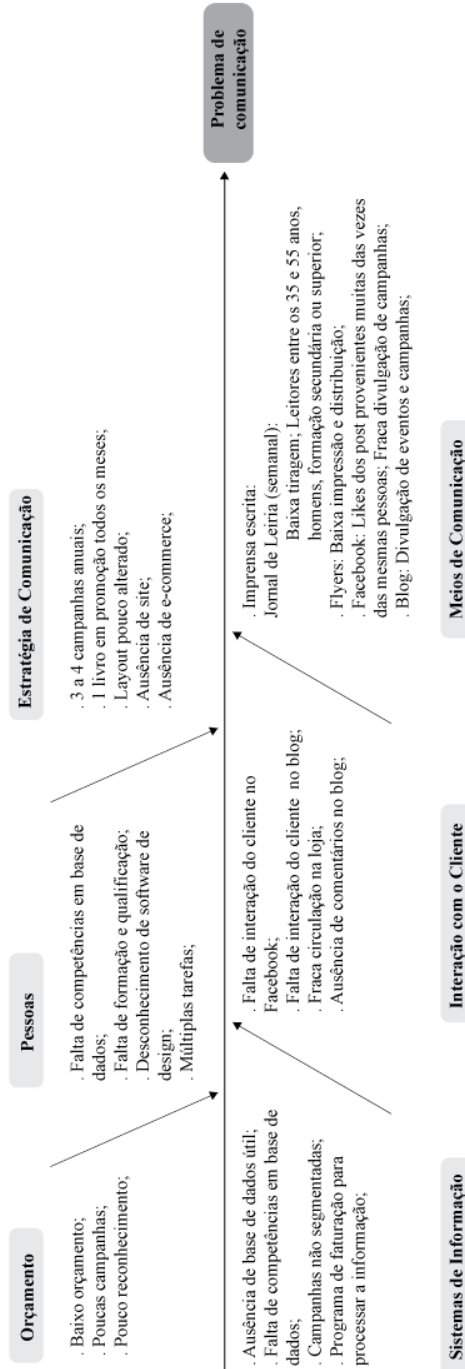 Orçamento
. Baixo orçamento;
. Poucas campanhas;
. Pouco reconhecimento;
Pessoas
. Falta de competências em base de
dados;
. Falta de formação e qualificação;
. Desconhecimento de software de
design;
. Múltiplas tarefas;
Estratégia de Comunicação
. 3 a 4 campanhas anuais;
. 1 livro em promoção todos os meses;
. Layout pouco alterado;
. Ausência de site;
. Ausência de e-commerce;
Problema de
comunicação
. Ausência de base de dados útil;
. Falta de competências em base de
dados;
. Campanhas não segmentadas;
. Programa de faturação para
processar a informação;
Sistemas de Informação
. Falta de interação do cliente no
Facebook;
. Falta de interação do cliente no blog;
. Fraca circulação na loja;
. Ausência de comentários no blog;
Interação com o Cliente
. Imprensa escrita:
Jornal de Leiria (semanal):
Baixa tiragem; Leitores entre os 35 e 55 anos,
homens, formação secundária ou superior;
. Flyers: Baixa impressão e distribuição;
. Facebook: Likes dos post provenientes muitas das vezes
das mesmas pessoas; Fraca divulgação de campanhas;
. Blog: Divulgação de eventos e campanhas;
Meios de Comunicação